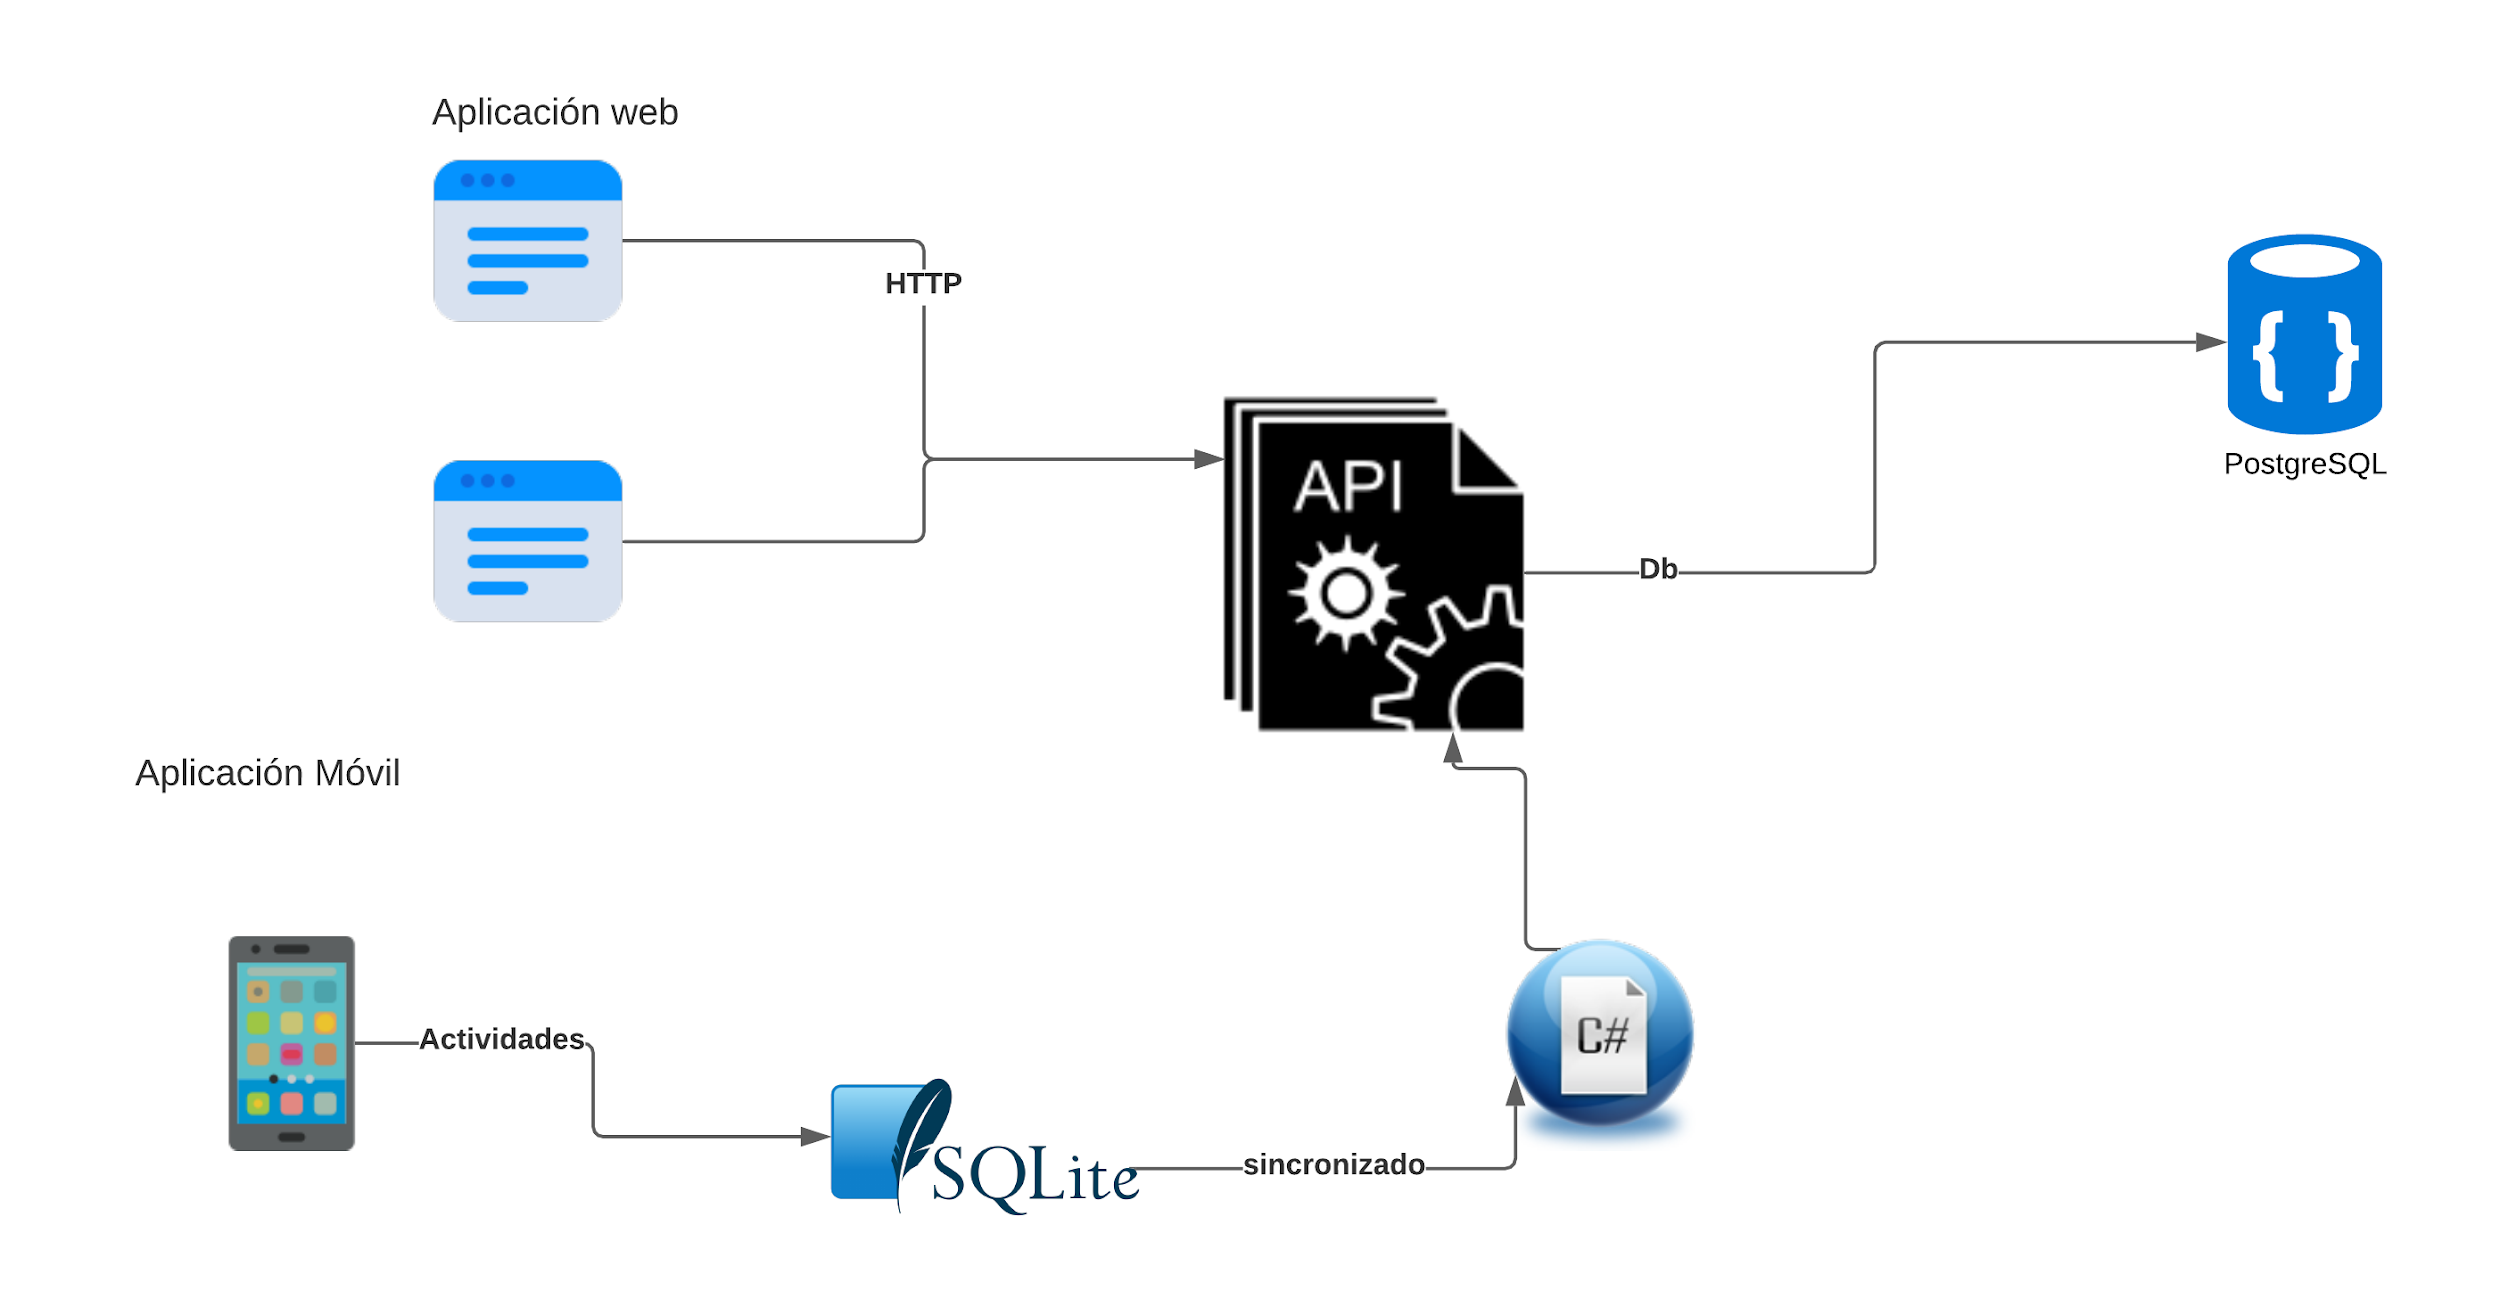 Aplicación web
HTTP
API
{ }
PostgreSQL
Db
Aplicación Móvil
Actividades
C#
SQLite
sincronizado